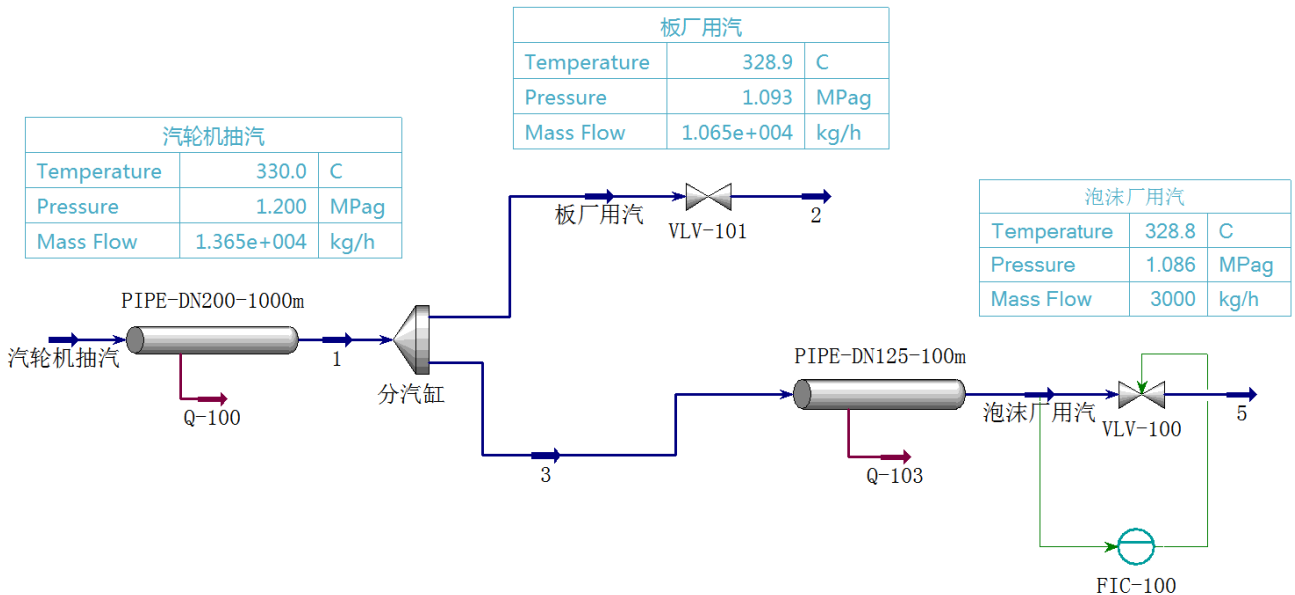 板厂用汽
Temperature 328.9 C
Pressure 1.093 MPag
Mass Flow 1.065e+004 kg/h
汽轮机抽汽
Temperature 330.0 C
Pressure 1.200 MPag
Mass Flow 1.365e+004 kg/h
泡沫厂用汽
Temperature 328.8 C
Pressure 1.086 MPag
Mass Flow 3000 kg/h
板厂用汽
2
VLV-101
PIPE-DN200-1000m
汽轮机抽汽
1
分汽缸
Q-100
PIPE-DN125-100m
泡沫厂用汽
VLV-100
5
3
Q-103
FIC-100